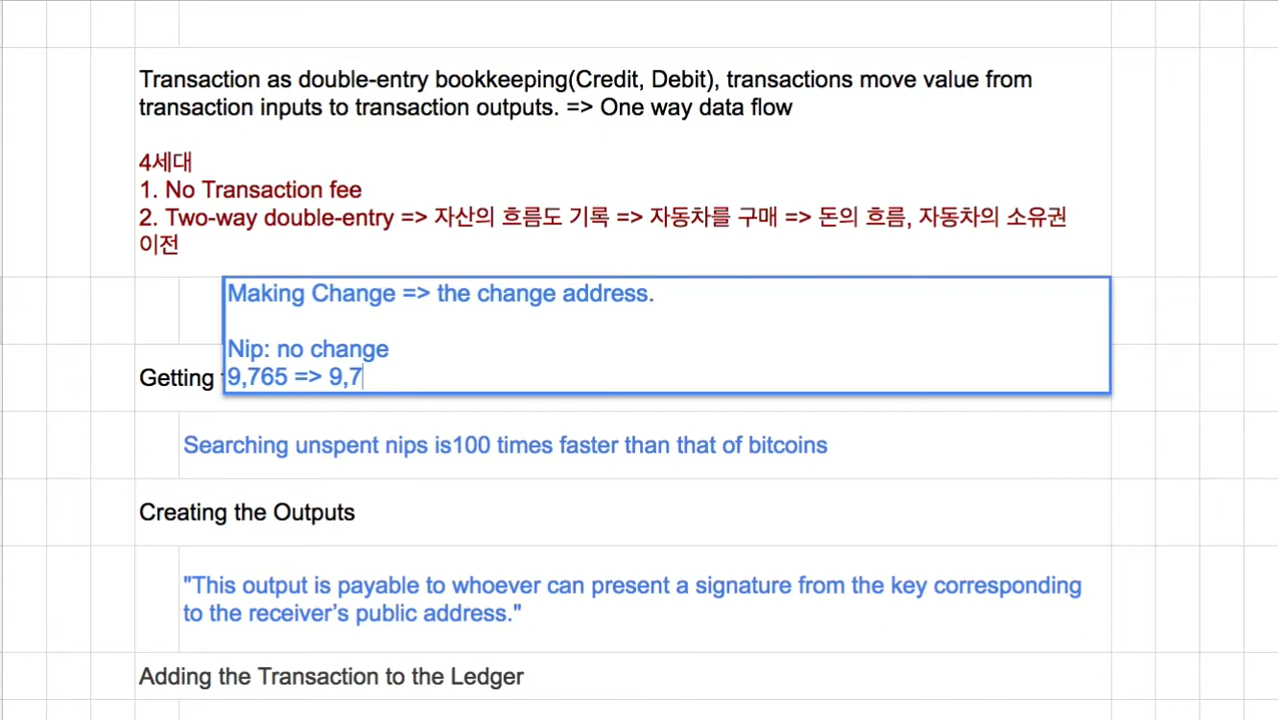 Transaction as double-entry bookkeeping(Credit, Debit), transactions move value from
transaction inputs to transaction outputs. => One way data flow
4세대
1. No Transaction fee
2. Two-way double-entry => 자산의 흐름도 기록 => 자동차를 구매 => 돈의 흐름, 자동차의 소유권
이전
Making Change => the change address.
Nip: no change
Getting
9,765 => 9,7
Searching unspent nips is100 times faster than that of bitcoins
Creating the Outputs
"This output is payable to whoever can present a signature from the key corresponding
to the receiver’s public address."
Adding the Transaction to the Ledger